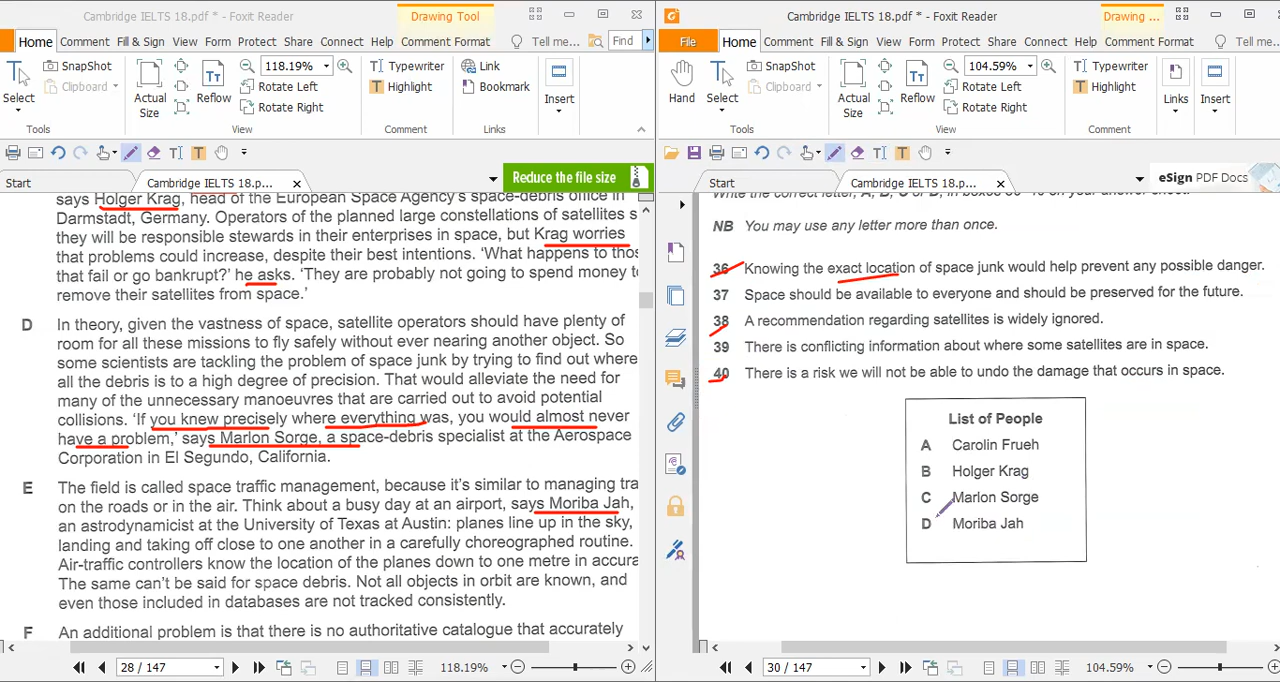 Cambridge IELTS 18.pdf * - Foxit Reader
Drawing Tool
Home Comment Fill & Sign View Form Protect Share Connect Help Comment Format Tell me... Find
Select
SnapShot
Clipboard
Tools
Actual Size
Reflow
118.19%
Rotate Left
Rotate Right
View
Typewriter
Highlight
Comment
Link
Bookmark
Links
Insert
Start
Cambridge IELTS 18.p...
Reduce the file size
says Holger Krag, head of the European Space Agency's space-debris office in
Darmstadt, Germany. Operators of the planned large constellations of satellites s
they will be responsible stewards in their enterprises in space, but Krag worries
that problems could increase, despite their best intentions. 'What happens to thos
that fail or go bankrupt?' he asks. 'They are probably not going to spend money t
remove their satellites from space.'
D In theory, given the vastness of space, satellite operators should have plenty of
room for all these missions to fly safely without ever nearing another object. So
some scientists are tackling the problem of space junk by trying to find out where
all the debris is to a high degree of precision. That would alleviate the need for
many of the unnecessary manoeuvres that are carried out to avoid potential
collisions. 'If you knew precisely where everything was, you would almost never
have a problem,' says Marlon Sorge, a space-debris specialist at the Aerospace
Corporation in El Segundo, California.
E The field is called space traffic management, because it's similar to managing tra
on the roads or in the air. Think about a busy day at an airport, says Moriba Jah,
an astrodynamicist at the University of Texas at Austin: planes line up in the sky,
landing and taking off close to one another in a carefully choreographed routine.
Air-traffic controllers know the location of the planes down to one metre in accura
The same can't be said for space debris. Not all objects in orbit are known, and
even those included in databases are not tracked consistently.
F An additional problem is that there is no authoritative catalogue that accurately
28 / 147
118.19%
Cambridge IELTS 18.pdf * - Foxit Reader
Drawing ...
File Home Comment Fill & Sign View Form Protect Share Connect Help Comment Format Tell me...
Hand
Select
SnapShot
Clipboard
Tools
Actual Size
Reflow
104.59%
Rotate Left
Rotate Right
View
Typewriter
Highlight
Comment
Links
Insert
Start
Cambridge IELTS 18.p...
eSign PDF Docs
NB You may use any letter more than once.
36 Knowing the exact location of space junk would help prevent any possible danger.
37 Space should be available to everyone and should be preserved for the future.
38 A recommendation regarding satellites is widely ignored.
39 There is conflicting information about where some satellites are in space.
40 There is a risk we will not be able to undo the damage that occurs in space.
List of People
A Carolin Frueh
B Holger Krag
C Marlon Sorge
D Moriba Jah
30 / 147
104.59%